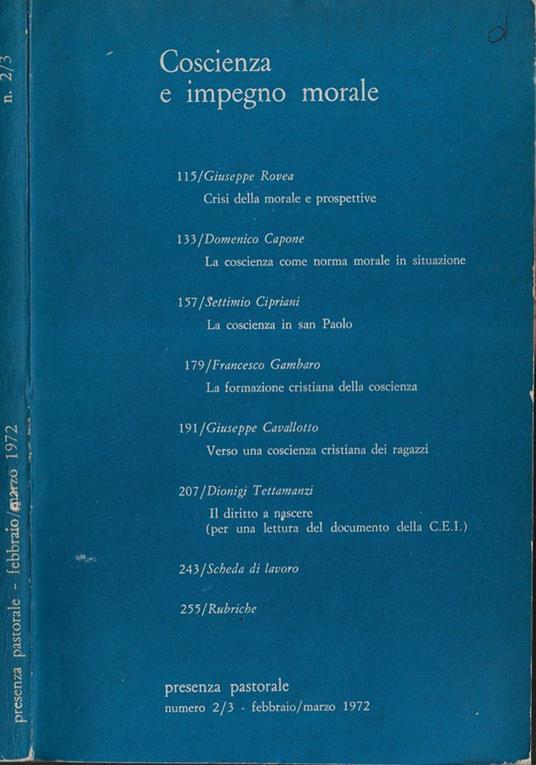 Coscienza
e impegno morale
115/Giuseppe Rovea
Crisi della morale e prospettive
133/Domenico Capone
La coscienza come norma morale in situazione
157/Settimio Cipriani
La coscienza in san Paolo
179/Francesco Gambaro
La formazione cristiana della coscienza
191/Giuseppe Cavallotto
Verso una coscienza cristiana dei ragazzi
207/Dionigi Tettamanzi
Il diritto a nascere
(per una lettura del documento della C.E.I.)
243/Scheda di lavoro
255/Rubriche
presenza pastorale
numero 2/3 - febbraio/marzo 1972
presenza pastorale - febbraio/marzo 1972
n. 2/3